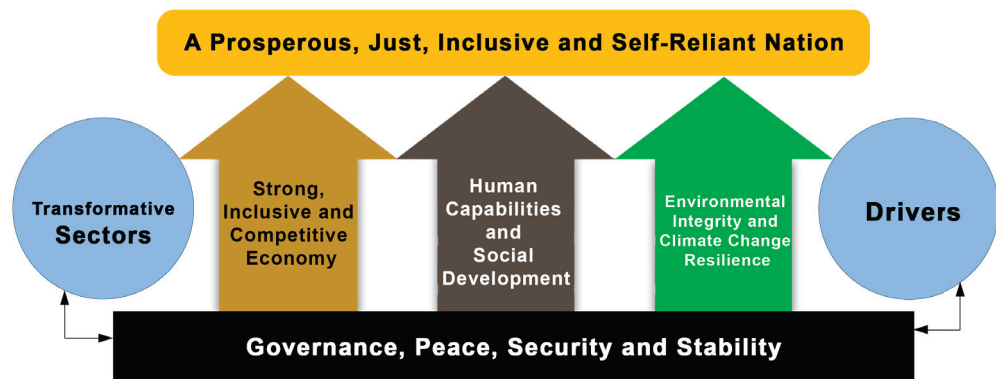 A Prosperous, Just, Inclusive and Self-Reliant Nation
Transformative
Sectors
Strong,
Inclusive and
Competitive
Economy
Human
Capabilities
and
Social
Development
Environmental
Integrity and
Climate Change
Resilience
Drivers
Governance, Peace, Security and Stability